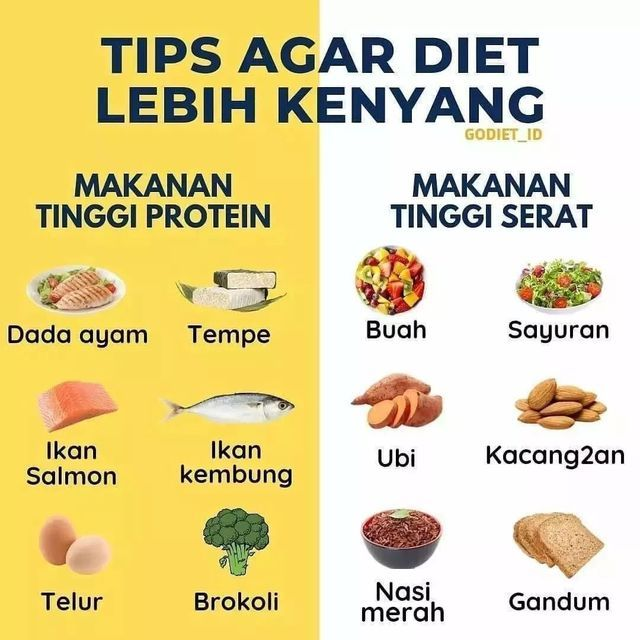 TIPS AGAR DIET
LEBIH KENYANG
GODIET_ID
MAKANAN
TINGGI PROTEIN
Dada ayam
Tempe
Ikan
Salmon
Ikan
kembung
Telur
Brokoli
MAKANAN
TINGGI SERAT
Buah
Sayuran
Ubi
Kacang2an
Nasi
merah
Gandum